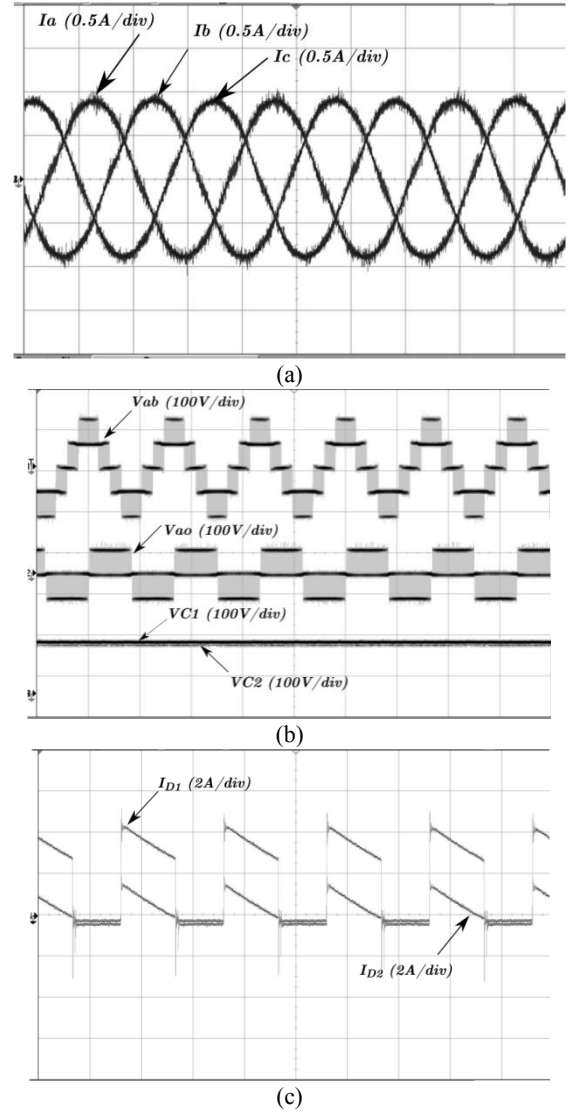 Ia (0.5A/div)
Ib (0.5A/div)
Ic (0.5A/div)
(a)
Vab (100V/div)
Vao (100V/div)
VC1 (100V/div)
VC2 (100V/div)
(b)
ID1 (2A/div)
ID2 (2A/div)
(c)